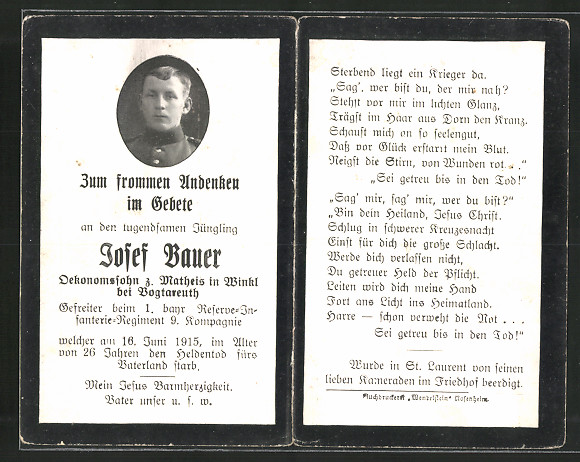 Zum frommen Andenken
im Gebete
an den tugendsamen Jüngling
Josef Bauer
Oekonomsohn z. Matheis in Winkl
bei Vogtareuth
Gefreiter beim 1. bayr Reserve-In-
fanterie-Regiment 9. Kompagnie
welcher am 16. Juni 1915, im Alter
von 26 Jahren den Heldentod fürs
Vaterland starb.
Mein Jesus Barmherzigkeit.
Vater unser u. s. w.
Sterbend liegt ein Krieger da.
„Sag', wer bist du, der mir nah?
Stehst vor mir im lichten Glanz,
Trägst im Haar aus Dorn den Kranz.
Schaust mich an so seelengut,
Daß vor Glück erstarrt mein Blut.
Neigst die Stirn, von Wunden rot . ."
„Sei getreu bis in den Tod!"
„Sag' mir, sag' mir, wer du bist?"
„Bin dein Heiland, Jesus Christ.
Schlug in schwerer Kreuzesnacht
Einst für dich die große Schlacht.
Werde dich verlassen nicht,
Du getreuer Held der Pflicht.
Leiten wird dich meine Hand
Fort ans Licht ins Heimatland.
Harre — schon verweht die Not . . .
Sei getreu bis in den Tod!"
Wurde in St. Laurent von seinen
lieben Kameraden im Friedhof beerdigt.
Buchdruckerei „Wendelstein" Rosenheim.